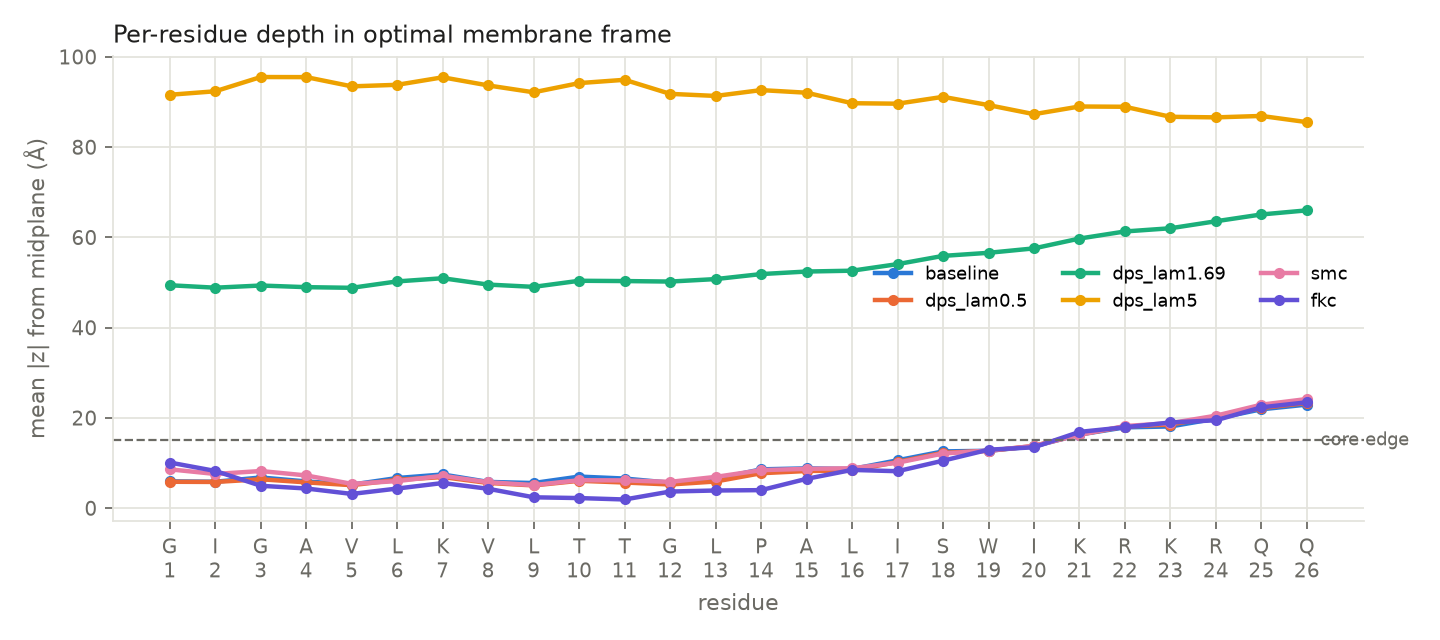 Per-residue depth in optimal membrane frame
mean |z| from midplane (Å)
100
80
60
40
20
0
baseline
dps_lam0.5
dps_lam1.69
dps_lam5
smc
fkc
core edge
G I G A V L K V L T T G L P A L I S W I K R K R Q Q
1 2 3 4 5 6 7 8 9 10 11 12 13 14 15 16 17 18 19 20 21 22 23 24 25 26
residue